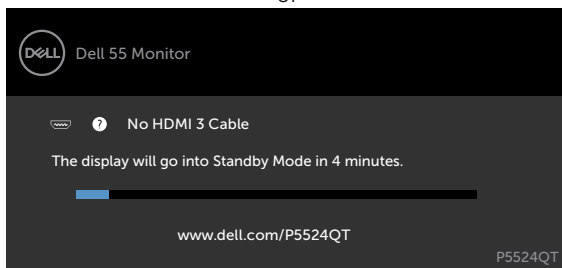 DELL Dell 55 Monitor
? No HDMI 3 Cable
The display will go into Standby Mode in 4 minutes.
www.dell.com/P5524QT
P5524QT